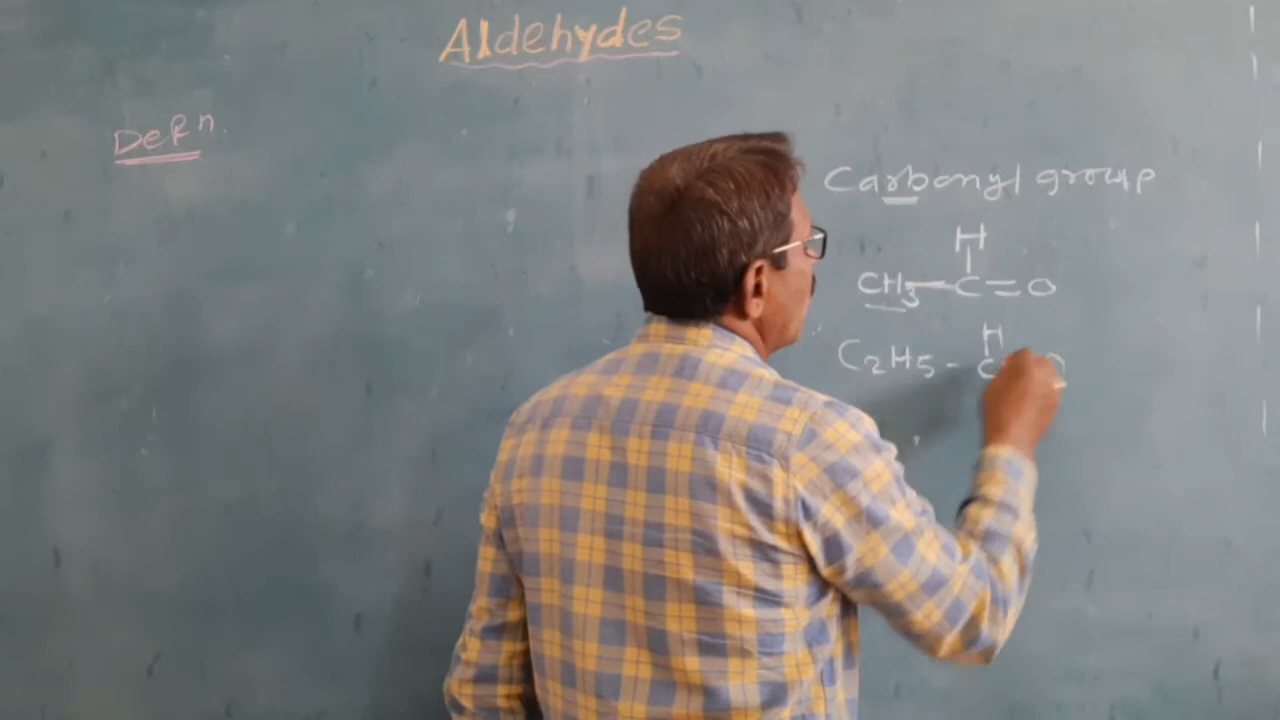 Aldehydes
Defn.
Carbonyl group
H
CH3-C=O
H
C2H5-C